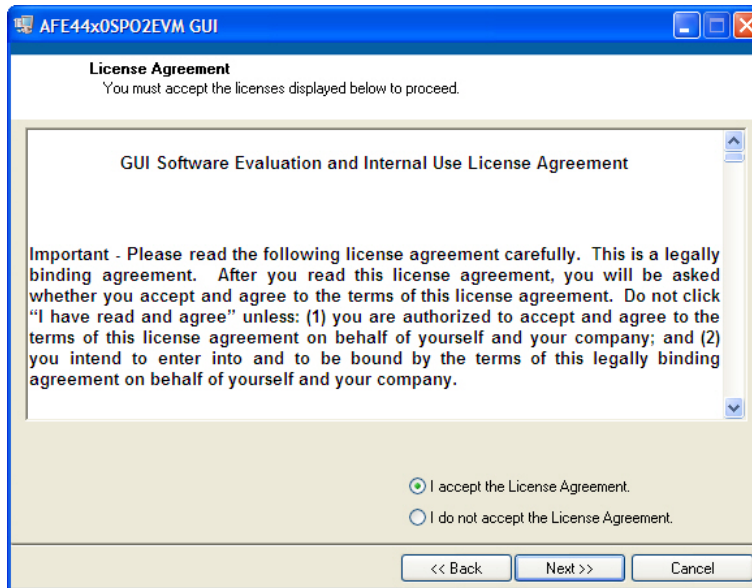 AFE44x0SPO2EVM GUI
License Agreement
You must accept the licenses displayed below to proceed.
GUI Software Evaluation and Internal Use License Agreement
Important - Please read the following license agreement carefully.  This is a legally
binding agreement.  After you read this license agreement, you will be asked
whether you accept and agree to the terms of this license agreement.  Do not click
“I have read and agree” unless: (1) you are authorized to accept and agree to the
terms of this license agreement on behalf of yourself and your company; and (2)
you intend to enter into and to be bound by the terms of this legally binding
agreement on behalf of yourself and your company.
I accept the License Agreement.
I do not accept the License Agreement.
<< Back Next >> Cancel